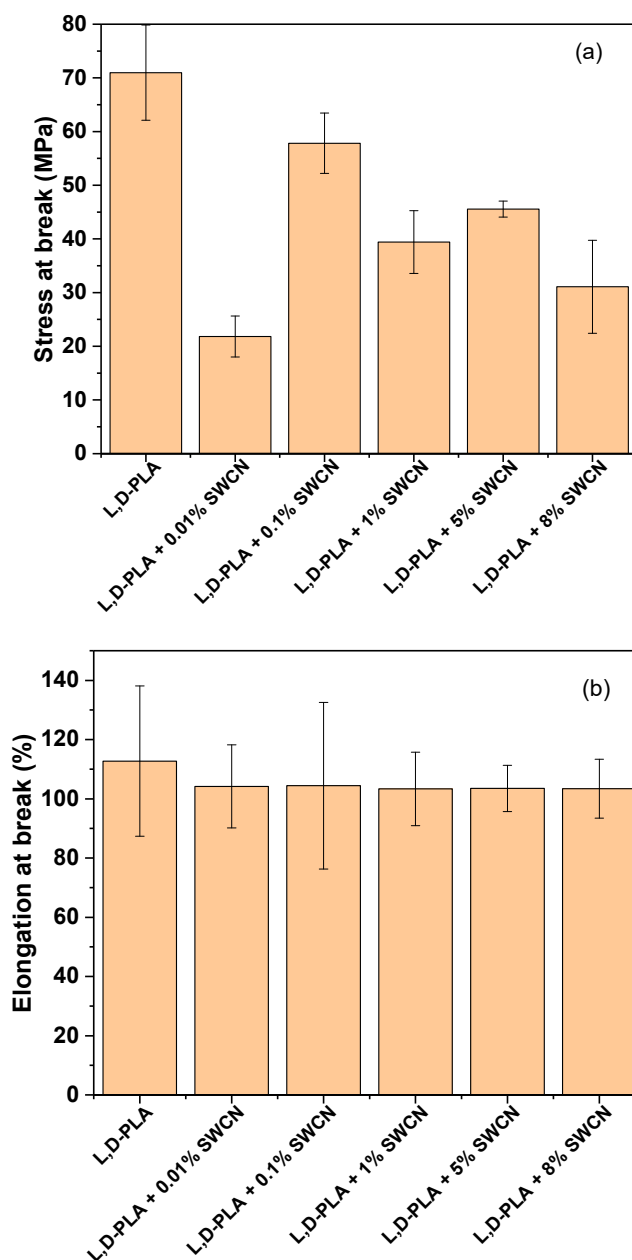 (a)
Stress at break (MPa)
80
70
60
50
40
30
20
10
0
L,D-PLA
L,D-PLA + 0.01% SWCN
L,D-PLA + 0.1% SWCN
L,D-PLA + 1% SWCN
L,D-PLA + 5% SWCN
L,D-PLA + 8% SWCN
(b)
Elongation at break (%)
140
120
100
80
60
40
20
0
L,D-PLA
L,D-PLA + 0.01% SWCN
L,D-PLA + 0.1% SWCN
L,D-PLA + 1% SWCN
L,D-PLA + 5% SWCN
L,D-PLA + 8% SWCN